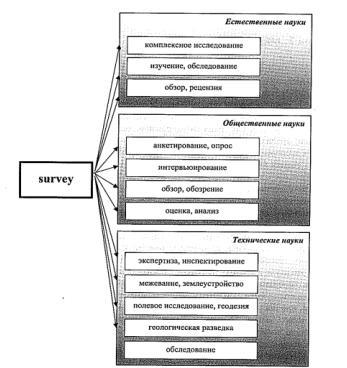 Естественные науки
комплексное исследование
изучение, обследование
обзор, рецензия
Общественные науки
анкетирование, опрос
интервьюирование
обзор, обозрение
оценка, анализ
survey
Технические науки
экспертиза, инспектирование
межевание, землеустройство
полевое исследование, геодезия
геологическая разведка
обследование